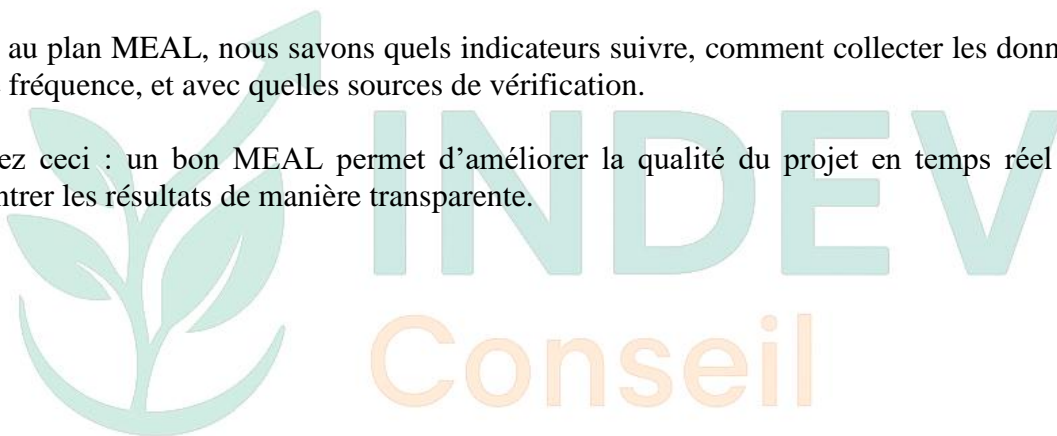 au plan MEAL, nous savons quels indicateurs suivre, comment collecter les donn
fréquence, et avec quelles sources de vérification.
ez ceci : un bon MEAL permet d’améliorer la qualité du projet en temps réel
ntrer les résultats de manière transparente.
INDEV
Conseil